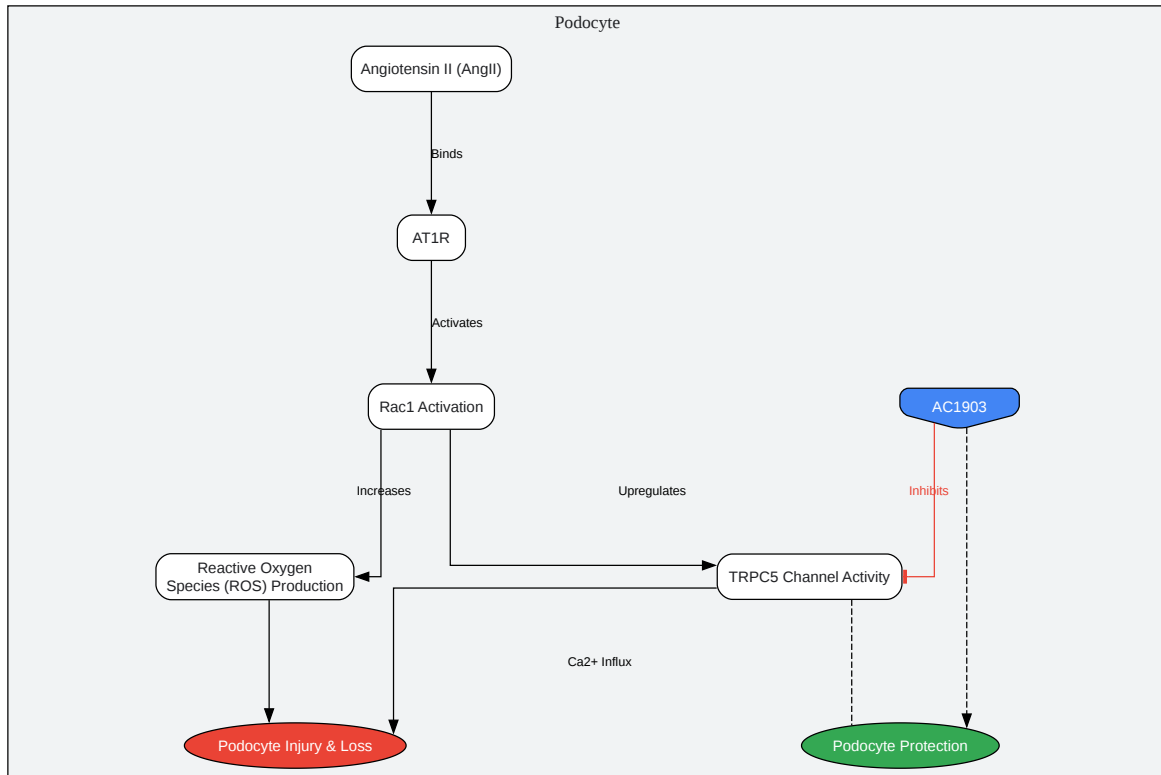 Podocyte
Angiotensin II (AngII)
Binds
AT1R
Activates
Rac1 Activation
AC1903
Increases
Upregulates
Inhibits
Reactive Oxygen
Species (ROS) Production
TRPC5 Channel Activity
Ca2+ Influx
Podocyte Injury & Loss
Podocyte Protection